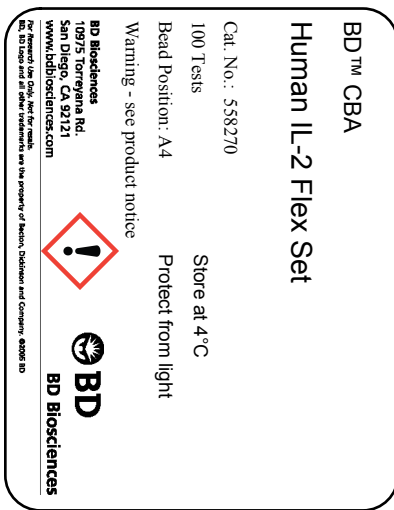 BD™ CBA
Human IL-2 Flex Set
Cat. No.: 558270
100 Tests Store at 4°C
Bead Position: A4 Protect from light
Warning - see product notice
BD Biosciences
10975 Torreyana Rd.
San Diego, CA 92121
www.bdbiosciences.com
BD
BD Biosciences
For Research Use Only. Not for resale.
BD, BD Logo and all other trademarks are the property of Becton, Dickinson and Company. ©2005 BD